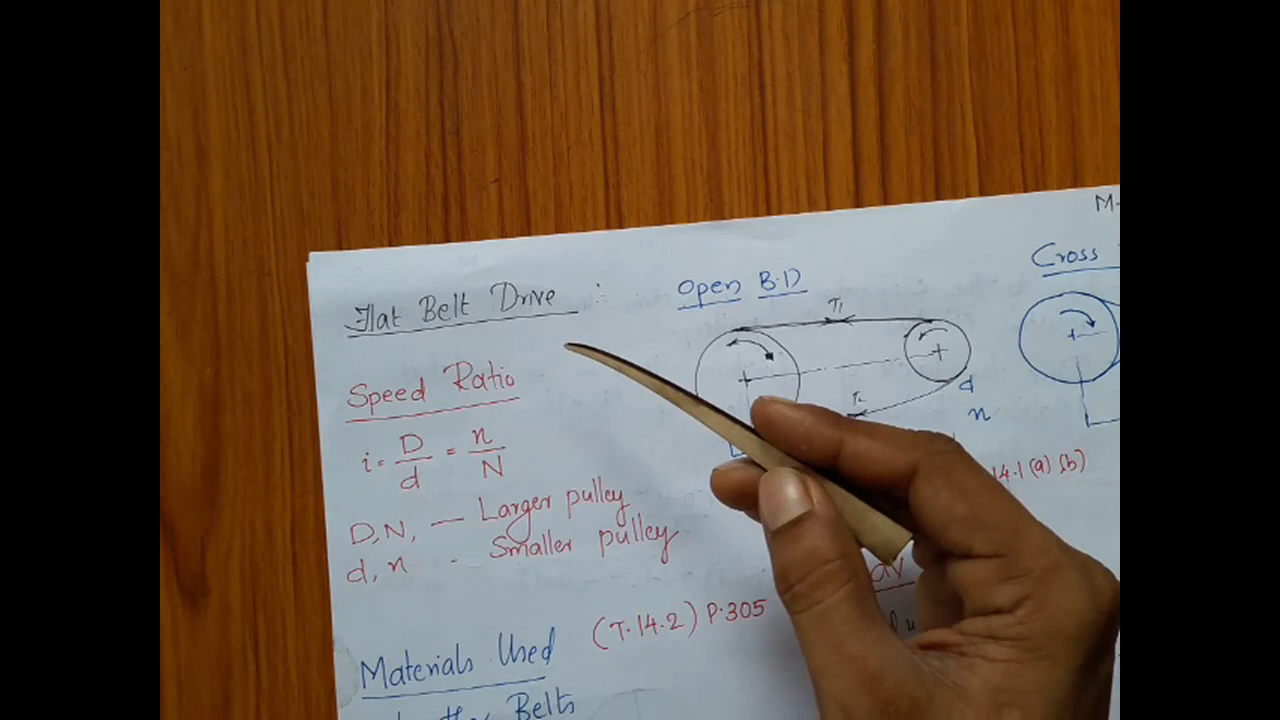 M-
Flat Belt Drive :
Open B.D
Cross
T1
Speed Ratio
d
n
i = D/d = n/N
14.1 (a) (b)
D, N, — Larger pulley
d, n - Smaller pulley
(T.14.2) P.305
Materials Used
Belts